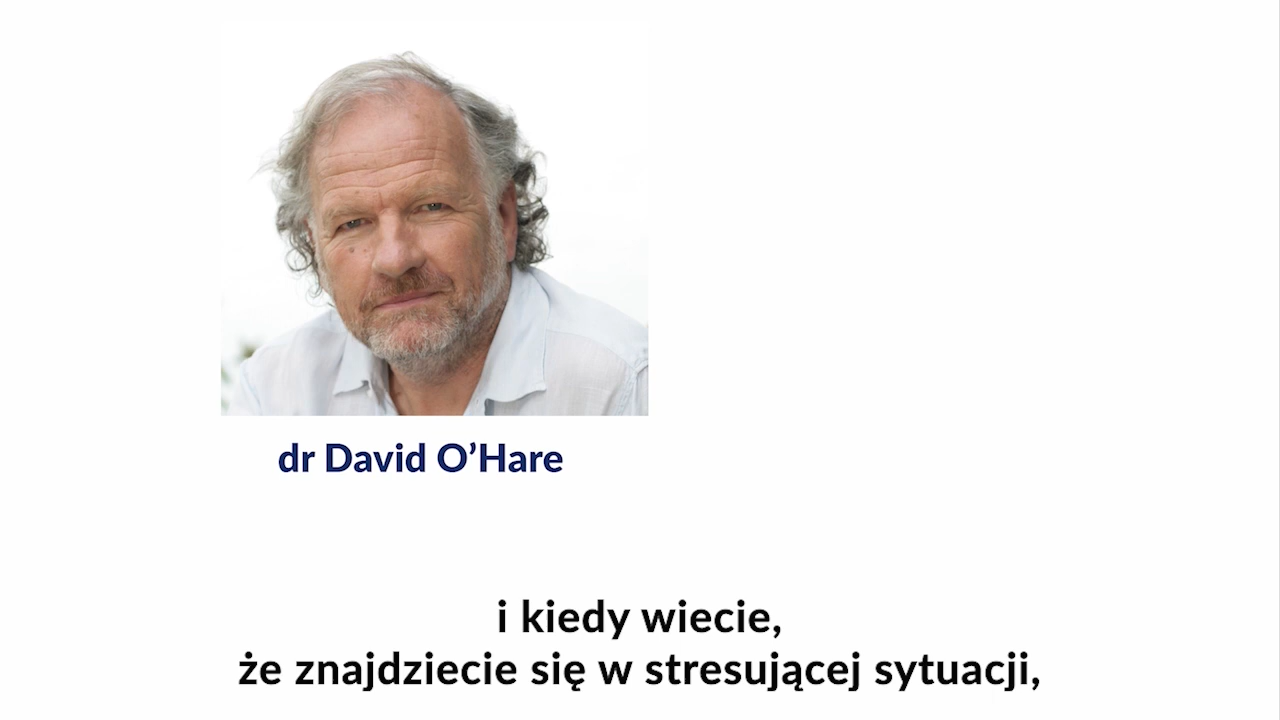 dr David O’Hare
i kiedy wiecie,
że znajdziecie się w stresującej sytuacji,